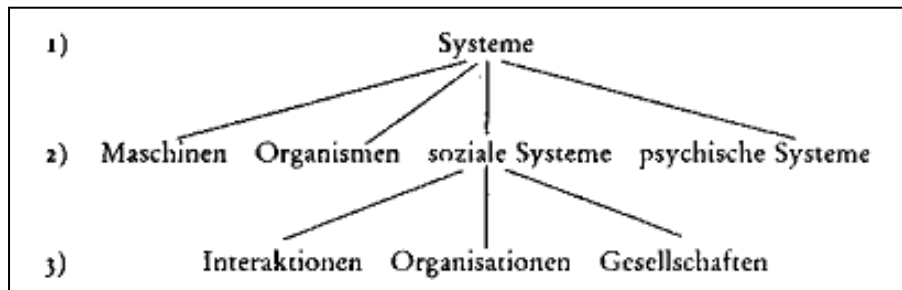 1) Systeme
2) Maschinen Organismen soziale Systeme psychische Systeme
3) Interaktionen Organisationen Gesellschaften